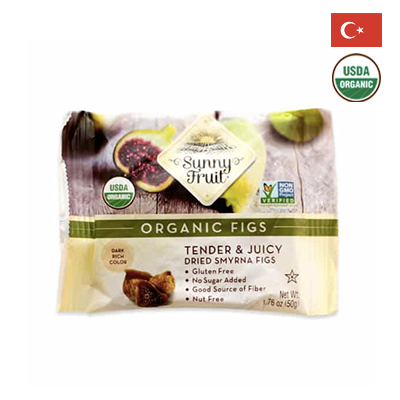 USDA
ORGANIC
Sunny
Fruit
USDA
ORGANIC
NON
GMO
Project
VERIFIED
ORGANIC FIGS
DARK
RICH
COLOR
TENDER & JUICY
DRIED SMYRNA FIGS
• Gluten Free
• No Sugar Added
• Good Source of Fiber
• Nut Free
Net Wt.
1.76 oz (50g)